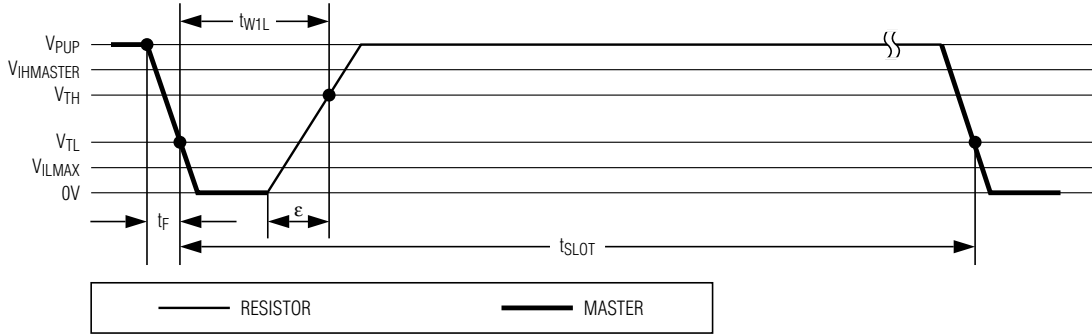 tW1L
VPUP
VIHMASTER
VTH
VTL
VILMAX
0V
tF
ε
tSLOT
RESISTOR
MASTER